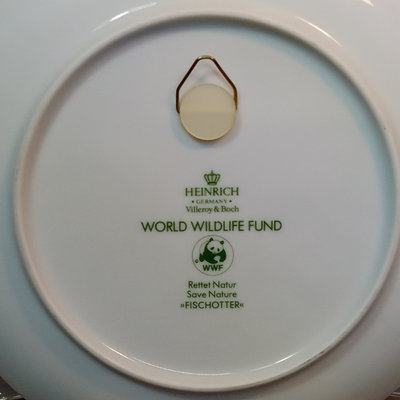 HEINRICH
• GERMANY •
Villeroy & Boch
WORLD WILDLIFE FUND
WWF
Rettet Natur
Save Nature
»FISCHOTTER«